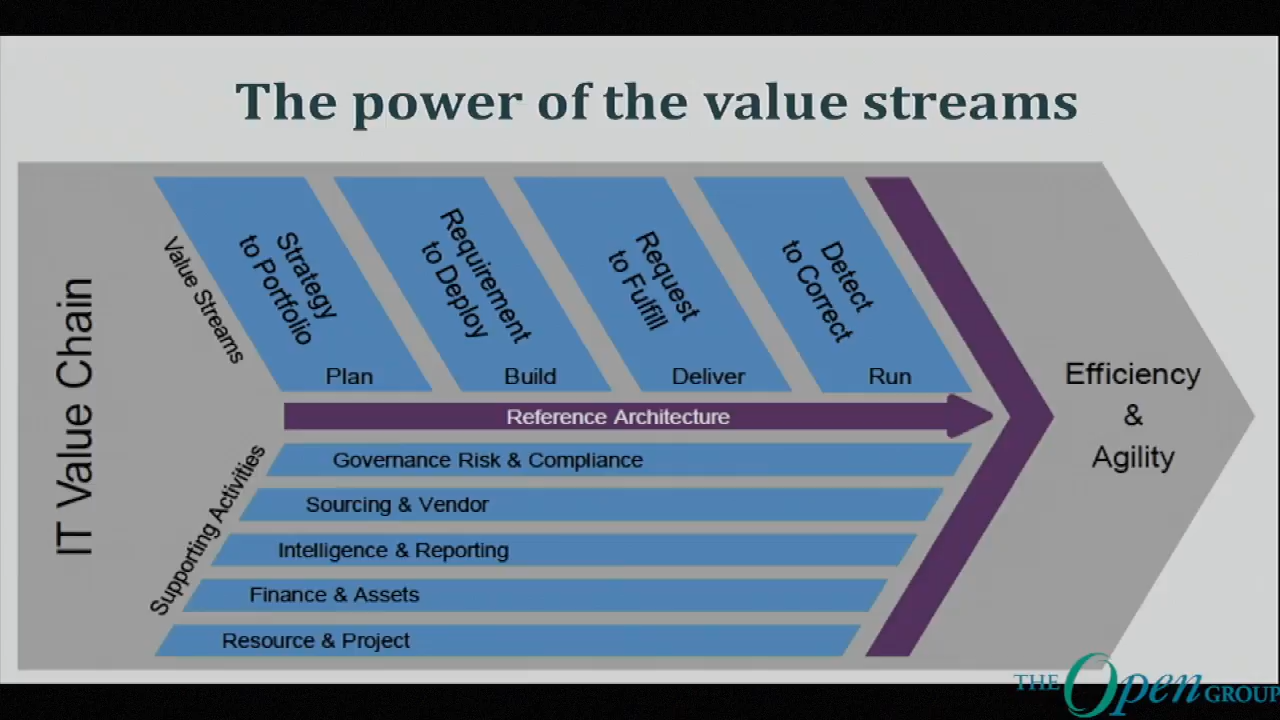 The power of the value streams
IT Value Chain
Value Streams
Strategy
to Portfolio
Plan
Requirement
to Deploy
Build
Request
to Fulfill
Deliver
Detect
to Correct
Run
Reference Architecture
Supporting Activities
Governance Risk & Compliance
Sourcing & Vendor
Intelligence & Reporting
Finance & Assets
Resource & Project
Efficiency
&
Agility
THE Open GROUP